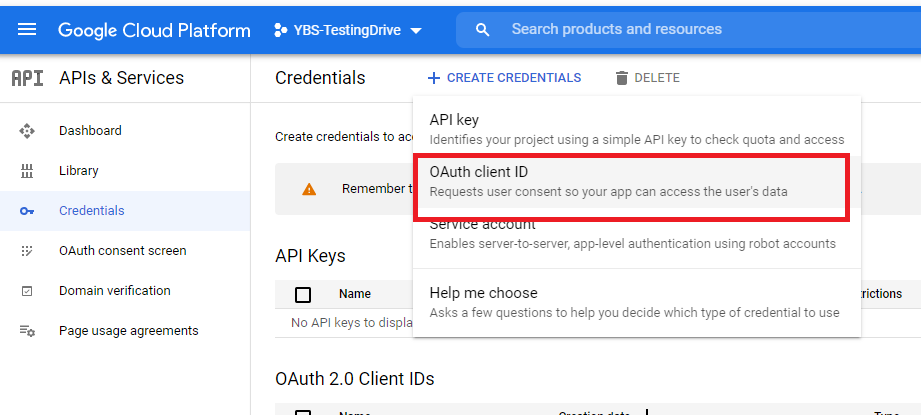 Google Cloud Platform YBS-TestingDrive Search products and resources
API APIs & Services
Dashboard
Library
Credentials
OAuth consent screen
Domain verification
Page usage agreements
Credentials + CREATE CREDENTIALS DELETE
Create credentials to acc
Remember t
API key
Identifies your project using a simple API key to check quota and access
OAuth client ID
Requests user consent so your app can access the user's data
Service account
Enables server-to-server, app-level authentication using robot accounts
Help me choose
Asks a few questions to help you decide which type of credential to use
API Keys
Name trictions
No API keys to displa
OAuth 2.0 Client IDs
Name Creation date Type